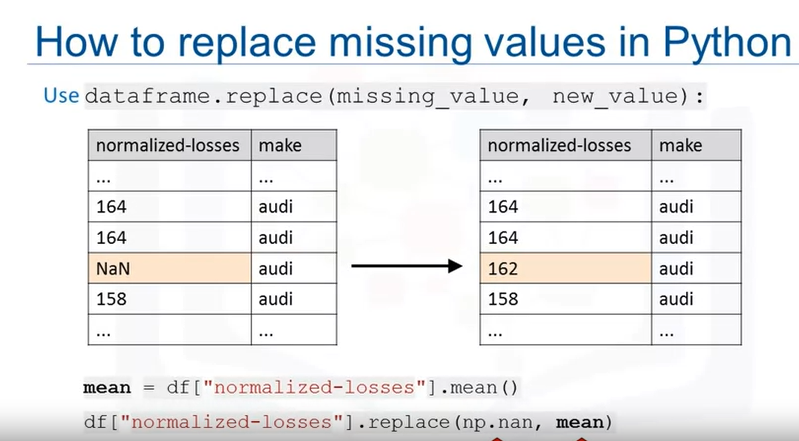 How to replace missing values in Python
Use dataframe.replace(missing_value, new_value):
normalized-losses make
... ...
164 audi
164 audi
NaN audi
158 audi
... ...
normalized-losses make
... ...
164 audi
164 audi
162 audi
158 audi
... ...
mean = df["normalized-losses"].mean()
df["normalized-losses"].replace(np.nan, mean)